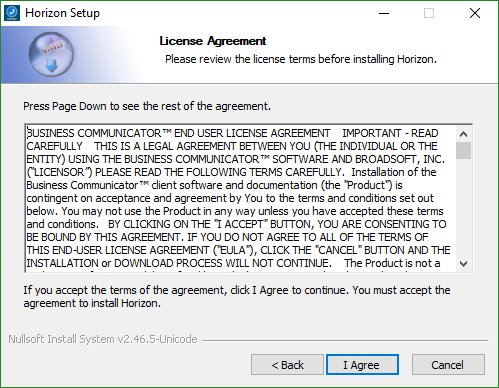 Horizon Setup
License Agreement
Please review the license terms before installing Horizon.
Press Page Down to see the rest of the agreement.
BUSINESS COMMUNICATOR™ END USER LICENSE AGREEMENT    IMPORTANT - READ
CAREFULLY    THIS IS A LEGAL AGREEMENT BETWEEN YOU (THE INDIVIDUAL OR THE
ENTITY) USING THE BUSINESS COMMUNICATOR™ SOFTWARE AND BROADSOFT, INC.
("LICENSOR") PLEASE READ THE FOLLOWING TERMS CAREFULLY.  Installation of the
Business Communicator™ client software and documentation (the "Product") is
contingent on acceptance and agreement by You to the terms and conditions set out
below. You may not use the Product in any way unless you have accepted these terms
and conditions.    BY CLICKING ON THE "I ACCEPT" BUTTON, YOU ARE CONSENTING TO
BE BOUND BY THIS AGREEMENT. IF YOU DO NOT AGREE TO ALL OF THE TERMS OF
THIS END-USER LICENSE AGREEMENT ("EULA"), CLICK THE "CANCEL" BUTTON AND THE
INSTALLATION or DOWNLOAD PROCESS WILL NOT CONTINUE.    The Product is not a
If you accept the terms of the agreement, click I Agree to continue. You must accept the
agreement to install Horizon.
Nullsoft Install System v2.46.5-Unicode
< Back
I Agree
Cancel